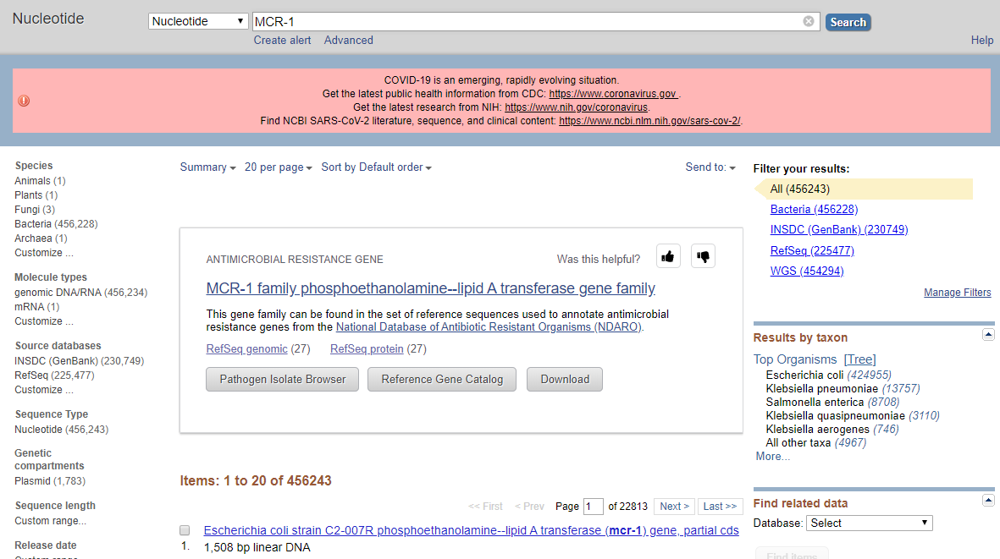 Nucleotide
Nucleotide
MCR-1
Search
Create alert Advanced
Help
COVID-19 is an emerging, rapidly evolving situation.
Get the latest public health information from CDC: https://www.coronavirus.gov .
Get the latest research from NIH: https://www.nih.gov/coronavirus.
Find NCBI SARS-CoV-2 literature, sequence, and clinical content: https://www.ncbi.nlm.nih.gov/sars-cov-2/.
Species
Animals (1)
Plants (1)
Fungi (3)
Bacteria (456,228)
Archaea (1)
Customize ...
Molecule types
genomic DNA/RNA (456,234)
mRNA (1)
Customize ...
Source databases
INSDC (GenBank) (230,749)
RefSeq (225,477)
Customize ...
Sequence Type
Nucleotide (456,243)
Genetic
compartments
Plasmid (1,783)
Sequence length
Custom range...
Release date
Custom range
Summary 20 per page Sort by Default order
Send to:
ANTIMICROBIAL RESISTANCE GENE
Was this helpful?
MCR-1 family phosphoethanolamine--lipid A transferase gene family
This gene family can be found in the set of reference sequences used to annotate antimicrobial
resistance genes from the National Database of Antibiotic Resistant Organisms (NDARO).
RefSeq genomic (27) RefSeq protein (27)
Pathogen Isolate Browser
Reference Gene Catalog
Download
Items: 1 to 20 of 456243
<< First < Prev Page 1 of 22813 Next > Last >>
Escherichia coli strain C2-007R phosphoethanolamine--lipid A transferase (mcr-1) gene, partial cds
1. 1,508 bp linear DNA
Filter your results:
All (456243)
Bacteria (456228)
INSDC (GenBank) (230749)
RefSeq (225477)
WGS (454294)
Manage Filters
Results by taxon
Top Organisms [Tree]
Escherichia coli (424955)
Klebsiella pneumoniae (13757)
Salmonella enterica (8708)
Klebsiella quasipneumoniae (3110)
Klebsiella aerogenes (746)
All other taxa (4967)
More...
Find related data
Database: Select
Find items